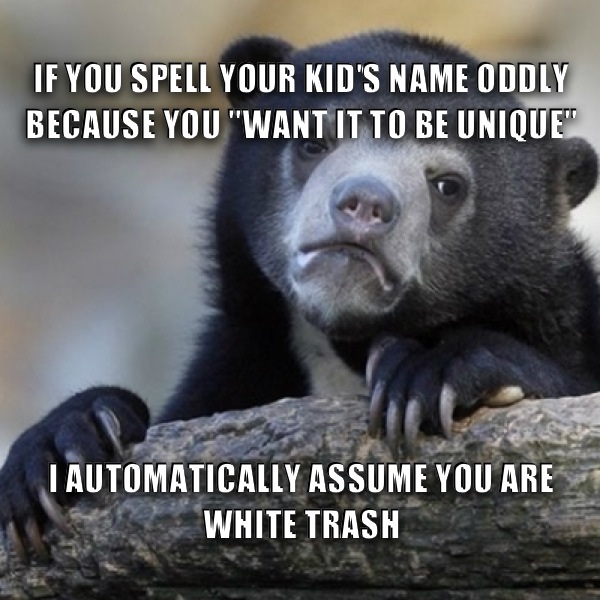 IF YOU SPELL YOUR KID'S NAME ODDLY
BECAUSE YOU "WANT IT TO BE UNIQUE"
I AUTOMATICALLY ASSUME YOU ARE
WHITE TRASH